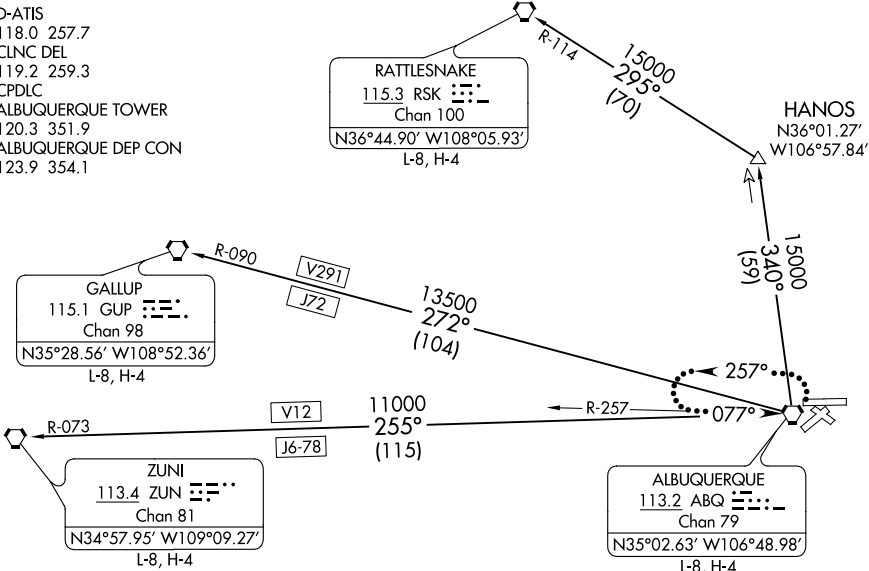 D-ATIS
118.0 257.7
CLNC DEL
119.2 259.3
CPDLC
ALBUQUERQUE TOWER
120.3 351.9
ALBUQUERQUE DEP CON
123.9 354.1
RATTLESNAKE
115.3 RSK
Chan 100
N36°44.90' W108°05.93'
L-8, H-4
R-114
15000
295°
(70)
HANOS
N36°01.27'
W106°57.84'
15000
340°
(59)
GALLUP
115.1 GUP
Chan 98
N35°28.56' W108°52.36'
L-8, H-4
R-090
V291
J72
13500
272°
(104)
257°
077°
R-257
R-073
V12
J6-78
11000
255°
(115)
ZUNI
113.4 ZUN
Chan 81
N34°57.95' W109°09.27'
L-8, H-4
ALBUQUERQUE
113.2 ABQ
Chan 79
N35°02.63' W106°48.98'
L-8, H-4